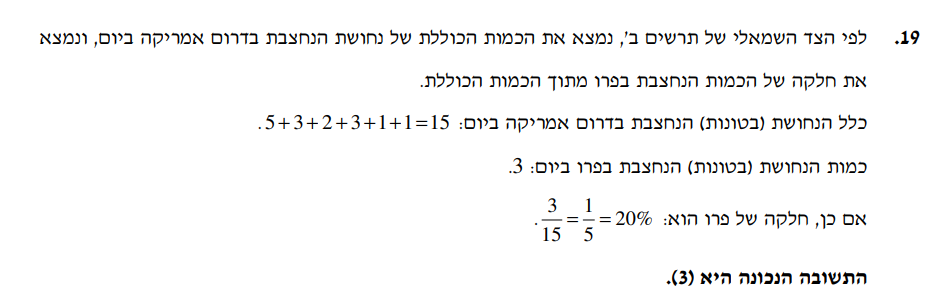 19. לפי הצד השמאלי של תרשים ב', נמצא את הכמות הכוללת של נחושת הנחצבת בדרום אמריקה ביום, ונמצא
את חלקה של הכמות הנחצבת בפרו מתוך הכמות הכוללת.
כלל הנחושת (בטונות) הנחצבת בדרום אמריקה ביום: 5+3+2+3+1+1=15.
כמות הנחושת (בטונות) הנחצבת בפרו ביום: 3.
אם כן, חלקה של פרו הוא: 3/15 = 1/5 = 20%.
התשובה הנכונה היא (3).